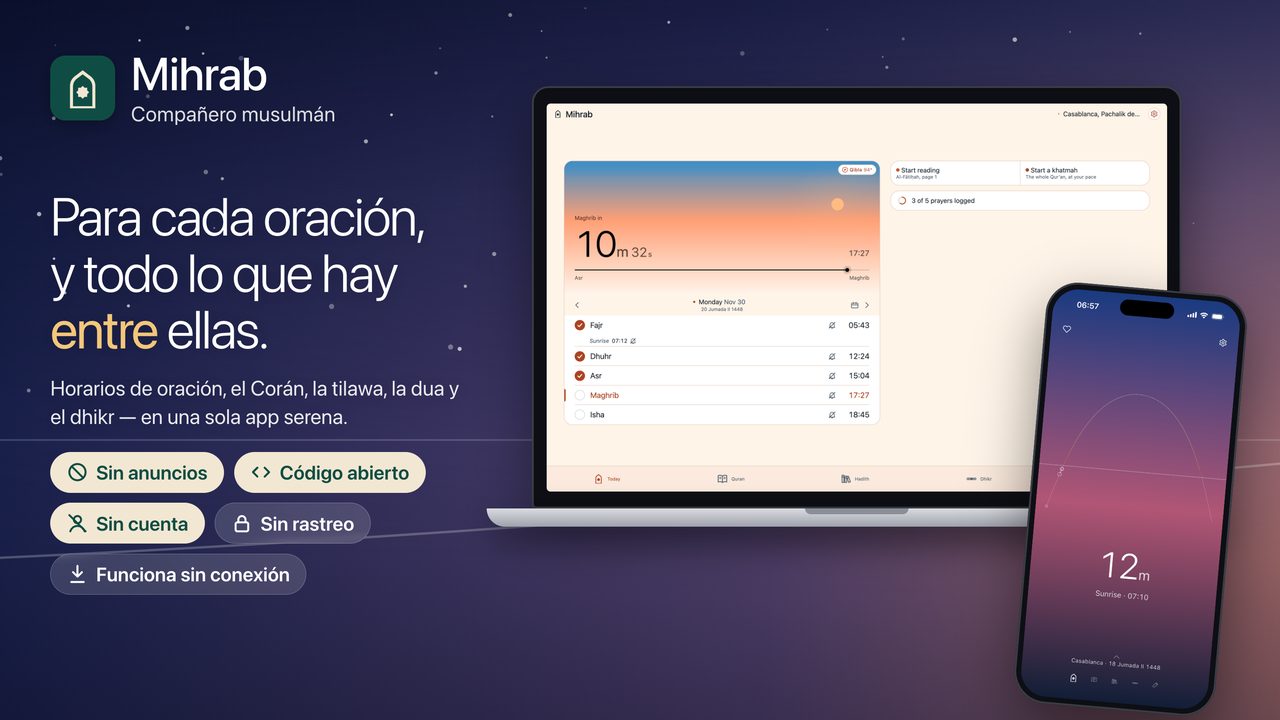 Mihrab
Compañero musulmán
Para cada oración,
y todo lo que hay
entre ellas.
Horarios de oración, el Corán, la tilawa, la dua y
el dhikr — en una sola app serena.
Sin anuncios
Código abierto
Sin cuenta
Sin rastreo
Funciona sin conexión
Mihrab
Casablanca, Pachalik de...
Qibla 94°
Maghrib in
10m 32s
17:27
Asr
Maghrib
Monday Nov 30
20 Jumada II 1448
Fajr 05:43
Sunrise 07:12
Dhuhr 12:24
Asr 15:04
Maghrib 17:27
Isha 18:45
Start reading
Al-Fātiḥah, page 1
Start a khatmah
The whole Qur'an, at your pace
3 of 5 prayers logged
Today
Quran
Hadith
Dhikr
06:57
12m
Sunrise · 07:10
Casablanca · 18 Jumada II 1448